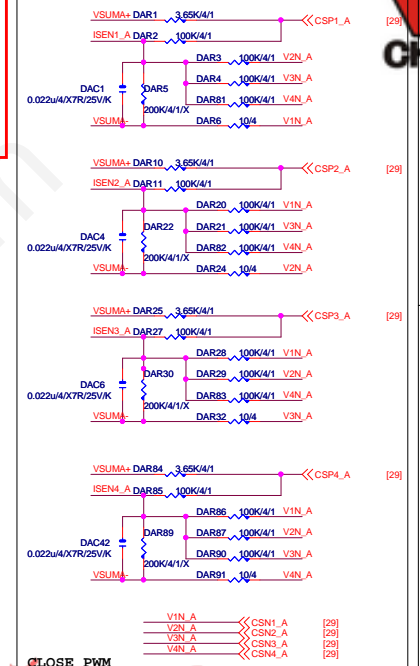 VSUMA+ DAR1 3.65K/4/1 CSP1_A [29]
ISEN1_A DAR2 100K/4/1
DAR3 100K/4/1 V2N_A
DAC1 DAR5 DAR4 100K/4/1 V3N_A
0.022u/4/X7R/25V/K DAR81 100K/4/1 V4N_A
200K/4/1/X
VSUMA- DAR6 10/4 V1N_A
VSUMA+ DAR10 3.65K/4/1 CSP2_A [29]
ISEN2_A DAR11 100K/4/1
DAR20 100K/4/1 V1N_A
DAC4 DAR22 DAR21 100K/4/1 V3N_A
0.022u/4/X7R/25V/K DAR82 100K/4/1 V4N_A
200K/4/1/X
VSUMA- DAR24 10/4 V2N_A
VSUMA+ DAR25 3.65K/4/1 CSP3_A [29]
ISEN3_A DAR27 100K/4/1
DAR28 100K/4/1 V1N_A
DAC6 DAR30 DAR29 100K/4/1 V2N_A
0.022u/4/X7R/25V/K DAR83 100K/4/1 V4N_A
200K/4/1/X
VSUMA- DAR32 10/4 V3N_A
VSUMA+ DAR84 3.65K/4/1 CSP4_A [29]
ISEN4_A DAR85 100K/4/1
DAR86 100K/4/1 V1N_A
DAC42 DAR89 DAR87 100K/4/1 V2N_A
0.022u/4/X7R/25V/K DAR90 100K/4/1 V3N_A
200K/4/1/X
VSUMA- DAR91 10/4 V4N_A
V1N_A CSN1_A [29]
V2N_A CSN2_A [29]
V3N_A CSN3_A [29]
V4N_A CSN4_A [29]
CLOSE PWM